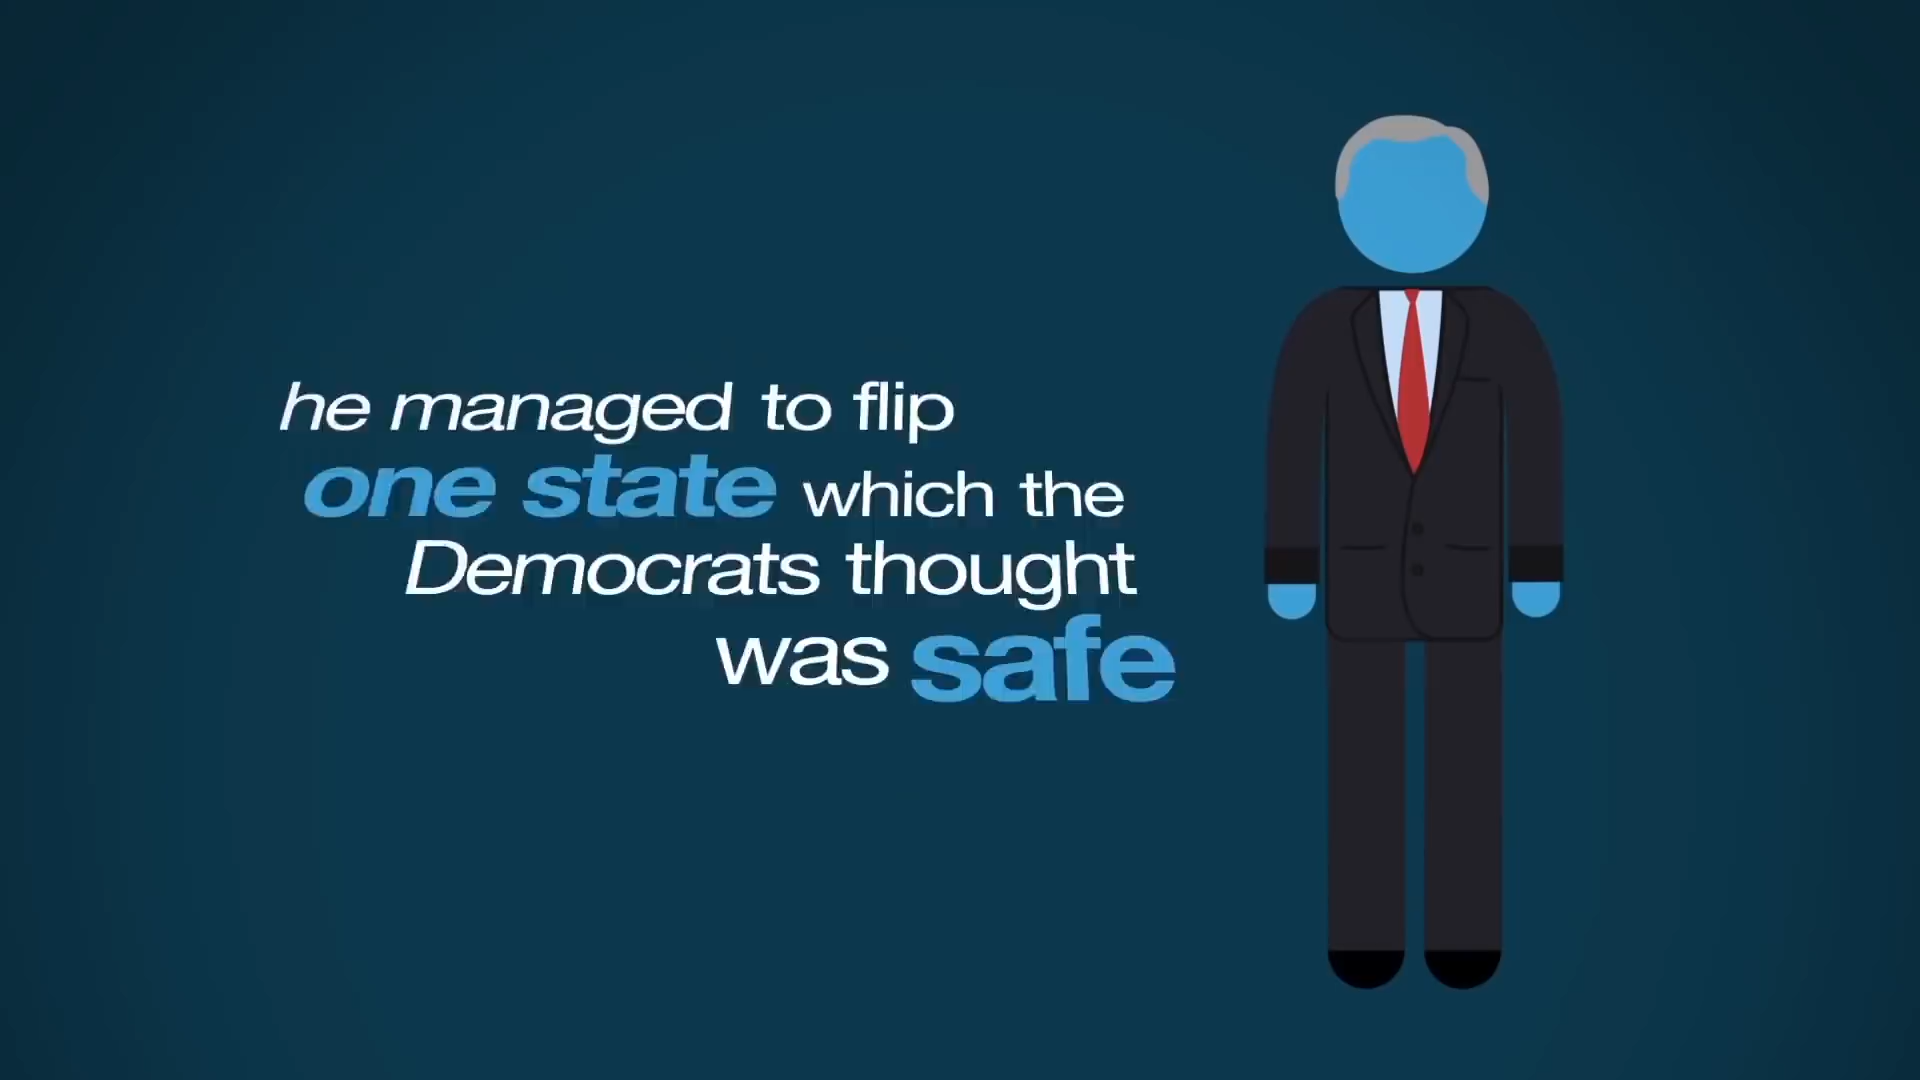 he managed to flip
one state which the
Democrats thought
was safe